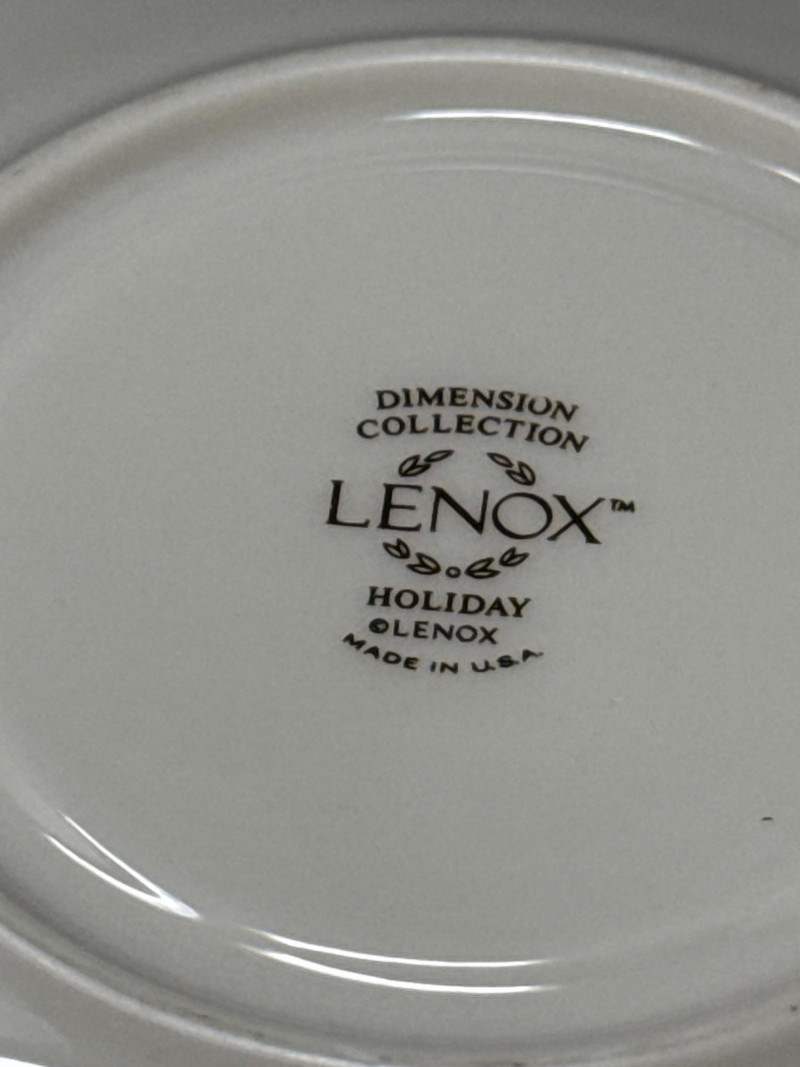 DIMENSION
COLLECTION
LENOX™
HOLIDAY
©LENOX
MADE IN U.S.A.